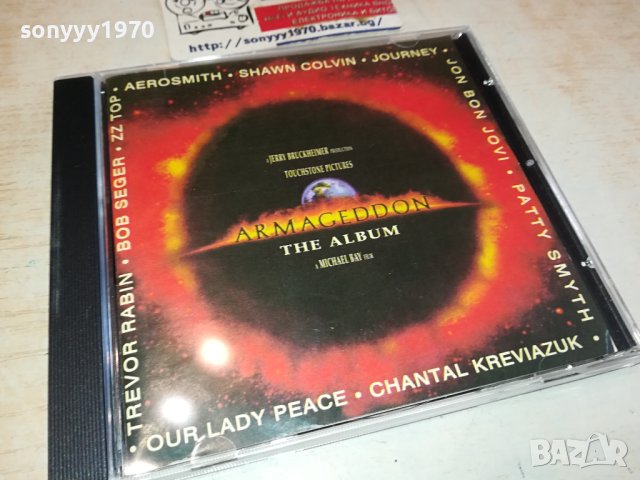 sonyyy1970
ЕЛЕКТРОНИКА И БИТО
http://sonyyy1970.bazar.bg/
• TREVOR RABIN • BOB SEGER • ZZ TOP • AEROSMITH • SHAWN COLVIN • JOURNEY • JON BON JOVI • PATTY SMYTH •
A JERRY BRUCKHEIMER PRODUCTION
TOUCHSTONE PICTURES
ARMAGEDDON
THE ALBUM
A MICHAEL BAY FILM
OUR LADY PEACE • CHANTAL KREVIAZUK •
BAZAR
bg